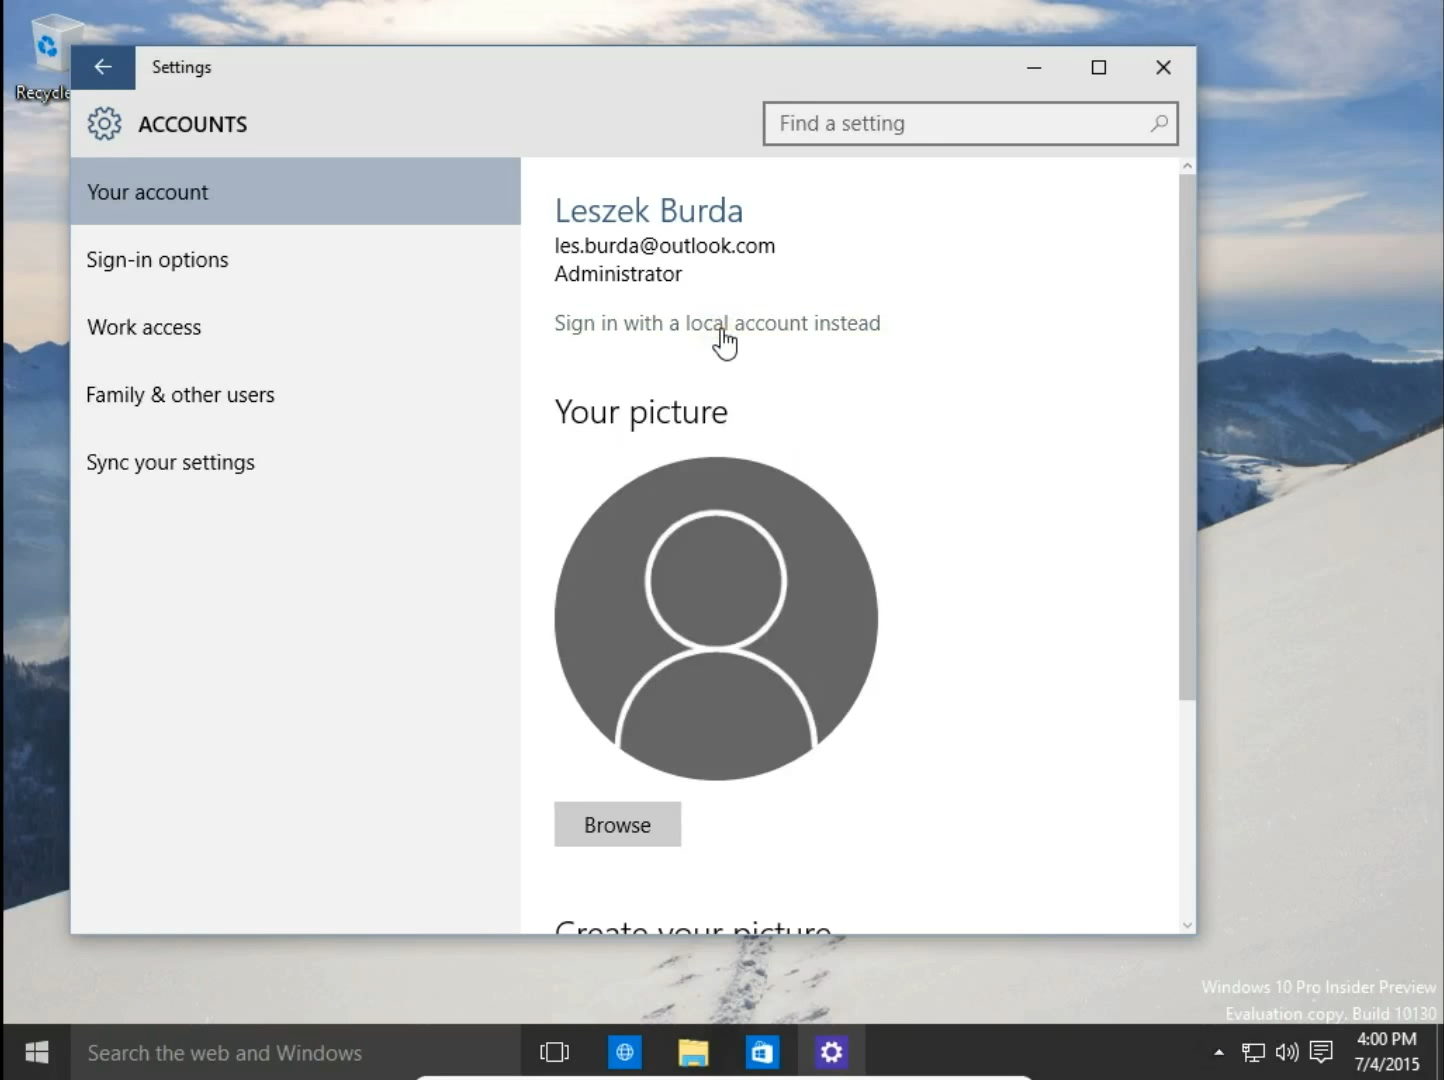 Recycle
Settings
ACCOUNTS
Find a setting
Your account
Sign-in options
Work access
Family & other users
Sync your settings
Leszek Burda
les.burda@outlook.com
Administrator
Sign in with a local account instead
Your picture
Browse
Create your picture
Windows 10 Pro Insider Preview
Evaluation copy. Build 10130
Search the web and Windows
4:00 PM
7/4/2015